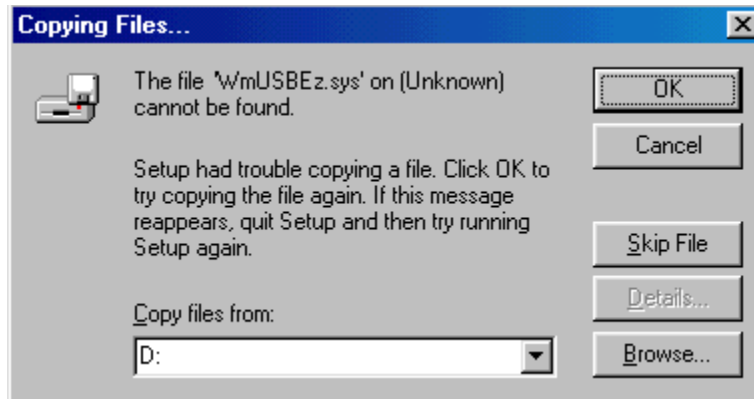 Copying Files...
The file 'WmUSBEz.sys' on (Unknown)
cannot be found.
Setup had trouble copying a file. Click OK to
try copying the file again. If this message
reappears, quit Setup and then try running
Setup again.
Copy files from:
D:
OK
Cancel
Skip File
Details...
Browse...